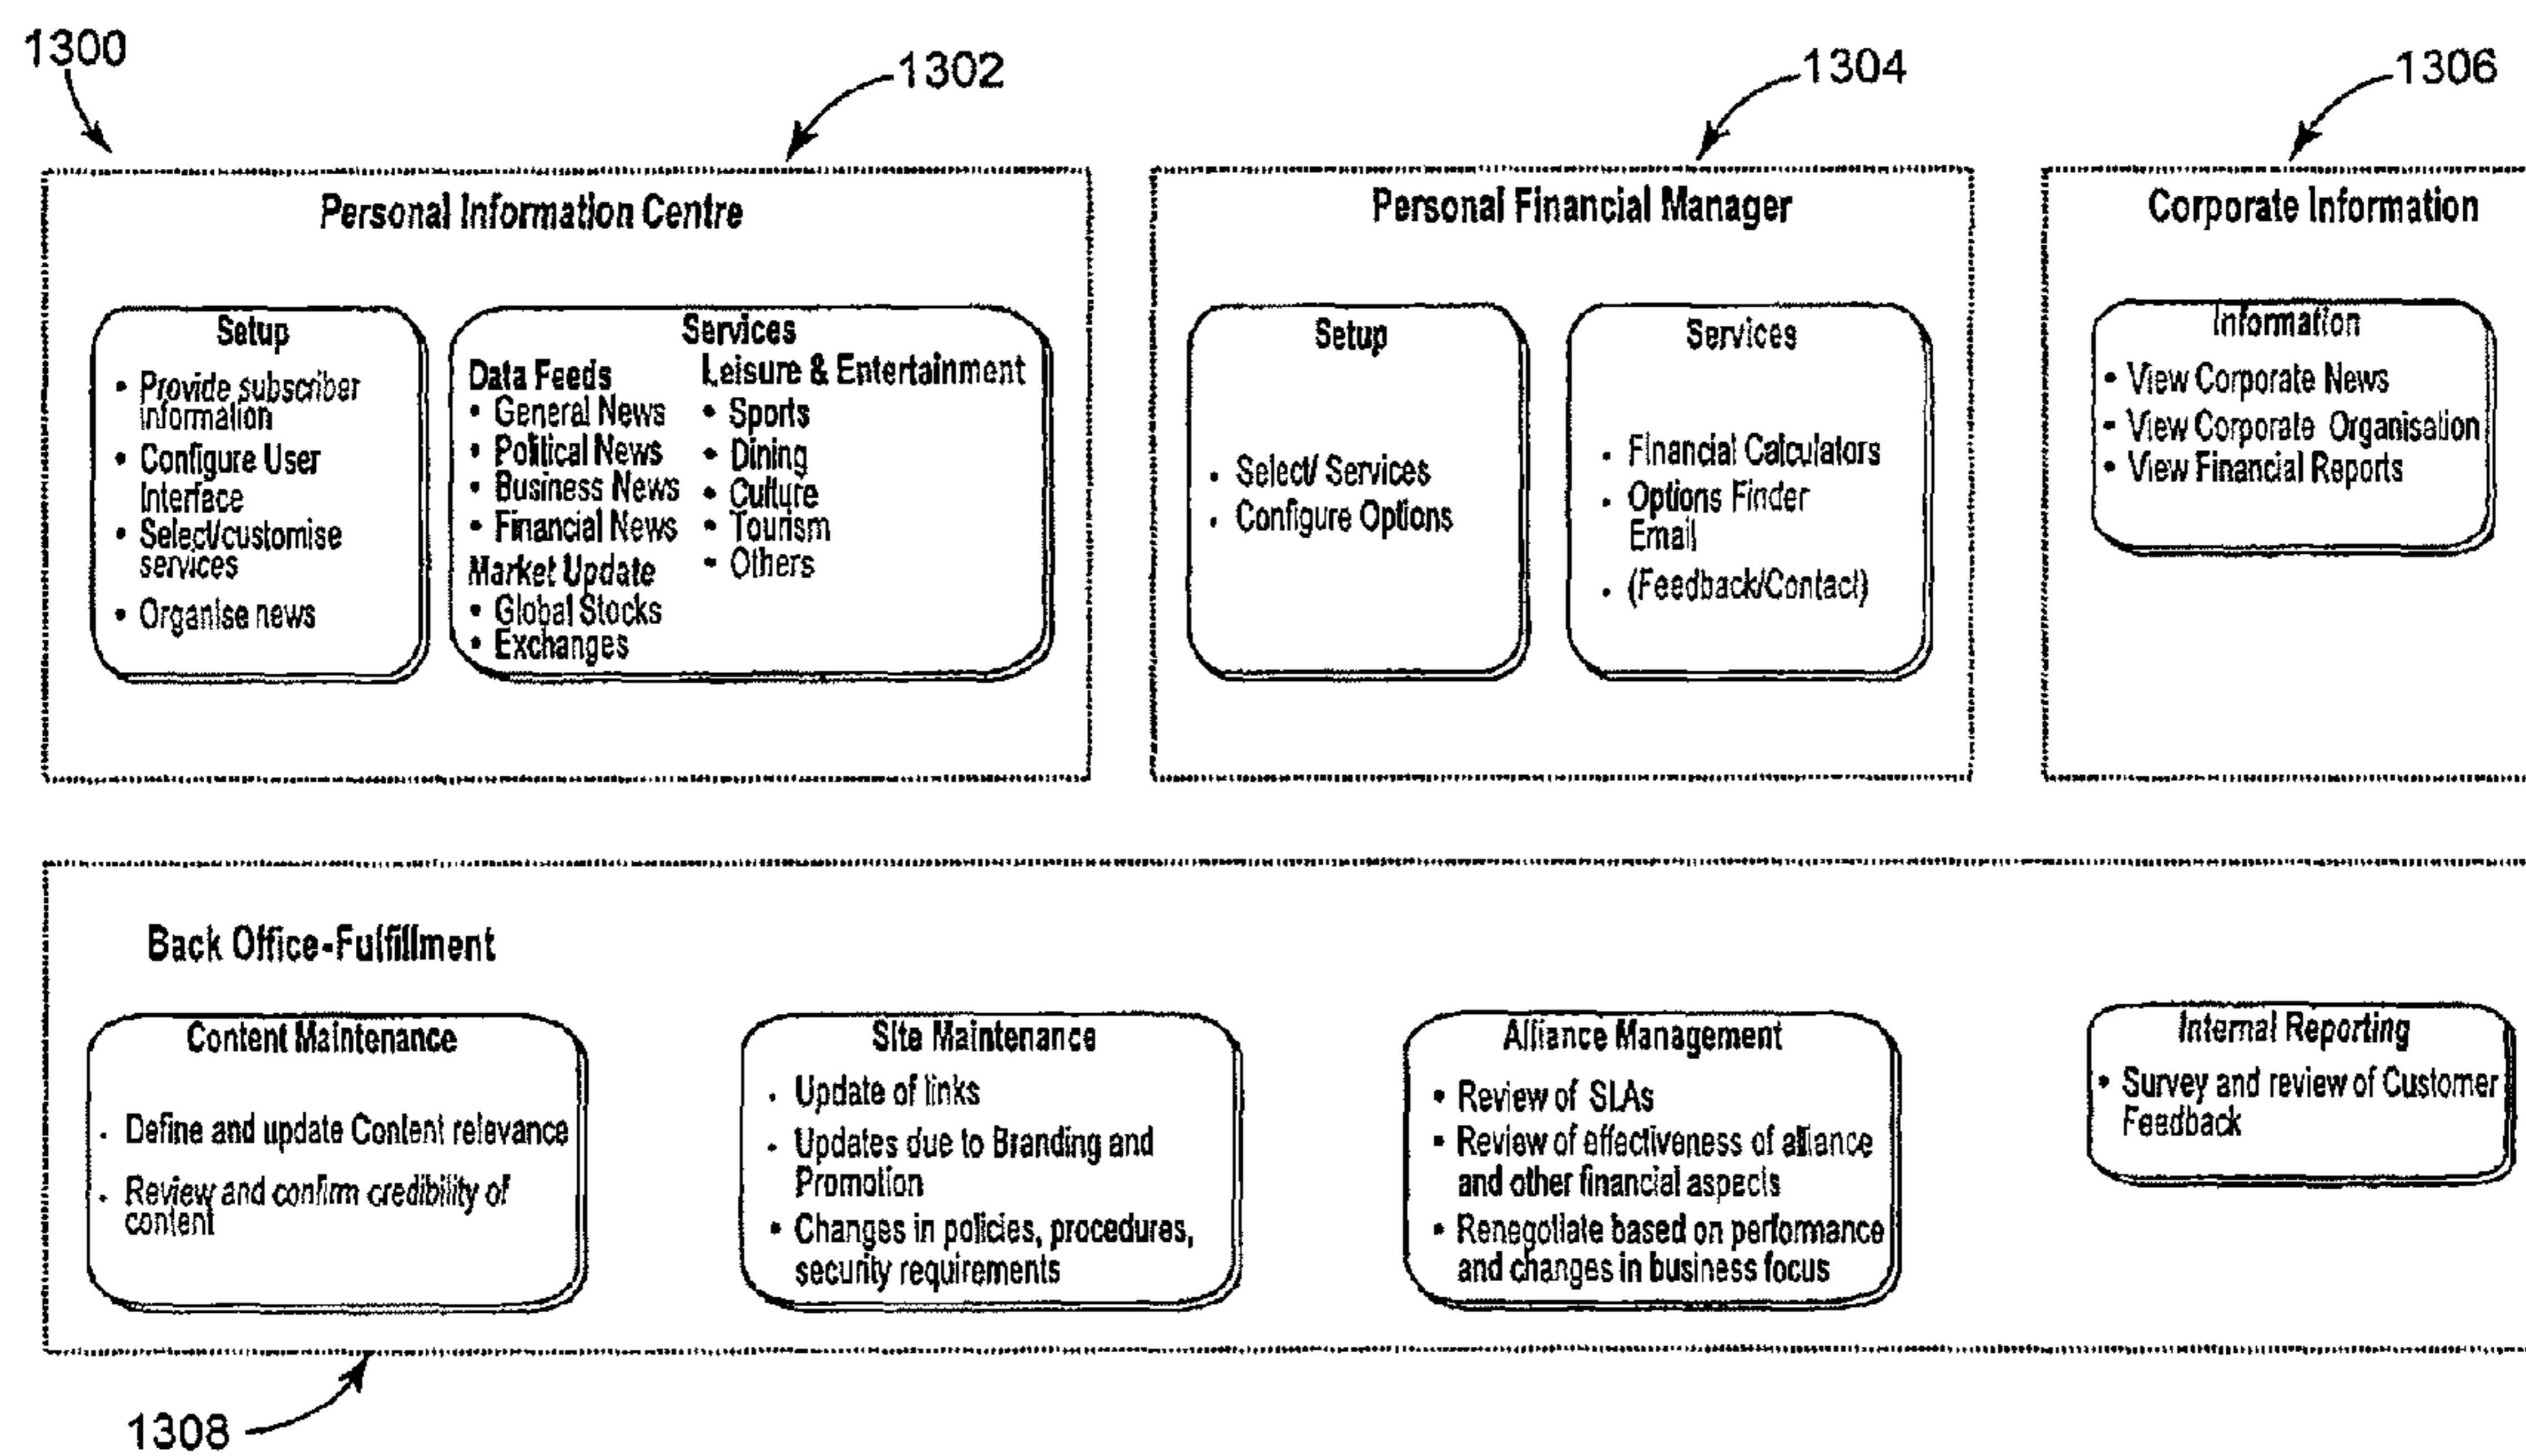 1300
1302
1304
1306
Personal Information Centre
Setup
• Provide subscriber
information
• Configure User
Interface
• Select/customise
services
• Organise news
Services
Data Feeds
• General News
• Political News
• Business News
• Financial News
Market Update
• Global Stocks
• Exchanges
Leisure & Entertainment
• Sports
• Dining
• Culture
• Tourism
• Others
Personal Financial Manager
Setup
• Select/ Services
• Configure Options
Services
• Financial Calculators
• Options Finder
Email
• (Feedback/Contact)
Corporate Information
Information
• View Corporate News
• View Corporate Organisation
• View Financial Reports
Back Office-Fulfillment
Content Maintenance
• Define and update Content relevance
• Review and confirm credibility of
content
Site Maintenance
• Update of links
• Updates due to Branding and
Promotion
• Changes in policies, procedures,
security requirements
Alliance Management
• Review of SLAs
• Review of effectiveness of alliance
and other financial aspects
• Renegotiate based on performance
and changes in business focus
Internal Reporting
• Survey and review of Customer
Feedback
1308